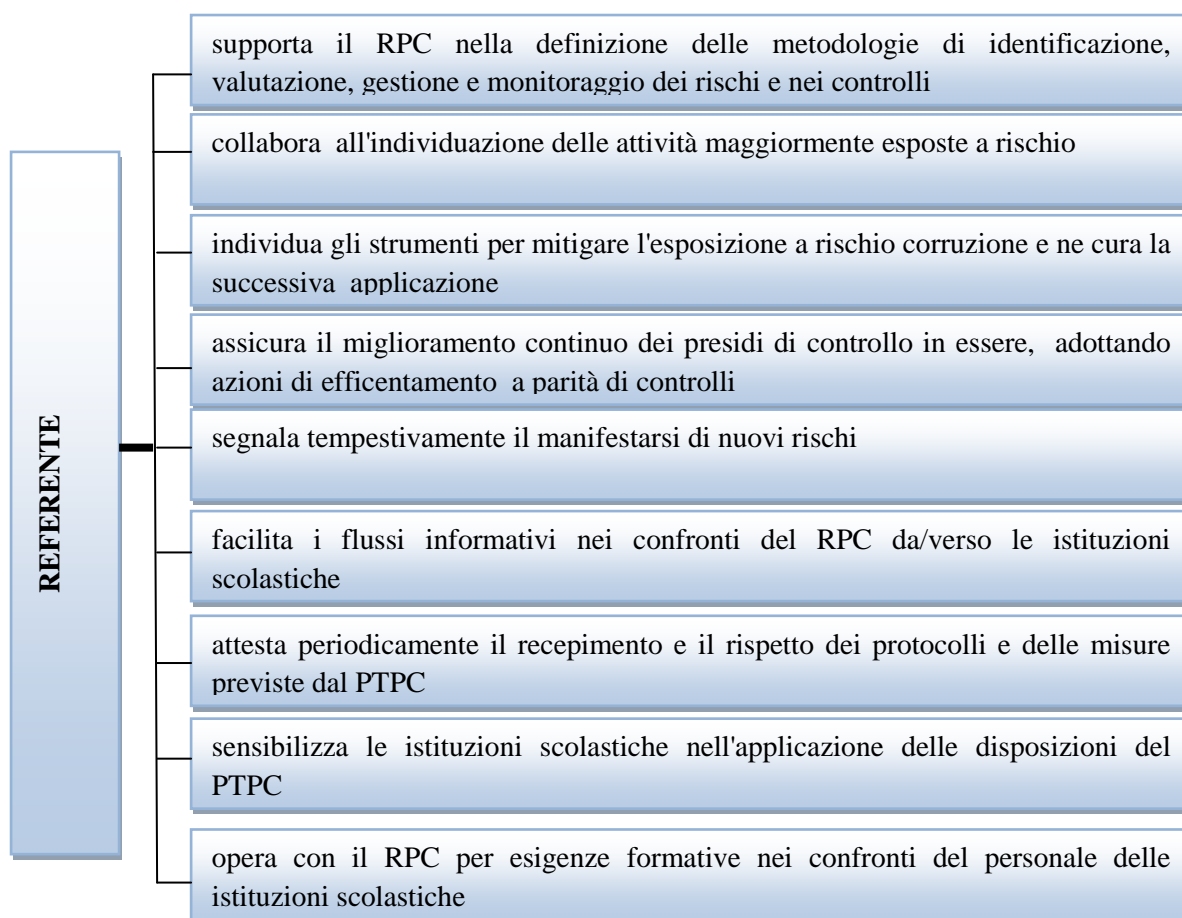 REFERENTE
supporta il RPC nella definizione delle metodologie di identificazione,
valutazione, gestione e monitoraggio dei rischi e nei controlli
collabora all'individuazione delle attività maggiormente esposte a rischio
individua gli strumenti per mitigare l'esposizione a rischio corruzione e ne cura la
successiva applicazione
assicura il miglioramento continuo dei presidi di controllo in essere, adottando
azioni di efficentamento a parità di controlli
segnala tempestivamente il manifestarsi di nuovi rischi
facilita i flussi informativi nei confronti del RPC da/verso le istituzioni
scolastiche
attesta periodicamente il recepimento e il rispetto dei protocolli e delle misure
previste dal PTPC
sensibilizza le istituzioni scolastiche nell'applicazione delle disposizioni del
PTPC
opera con il RPC per esigenze formative nei confronti del personale delle
istituzioni scolastiche